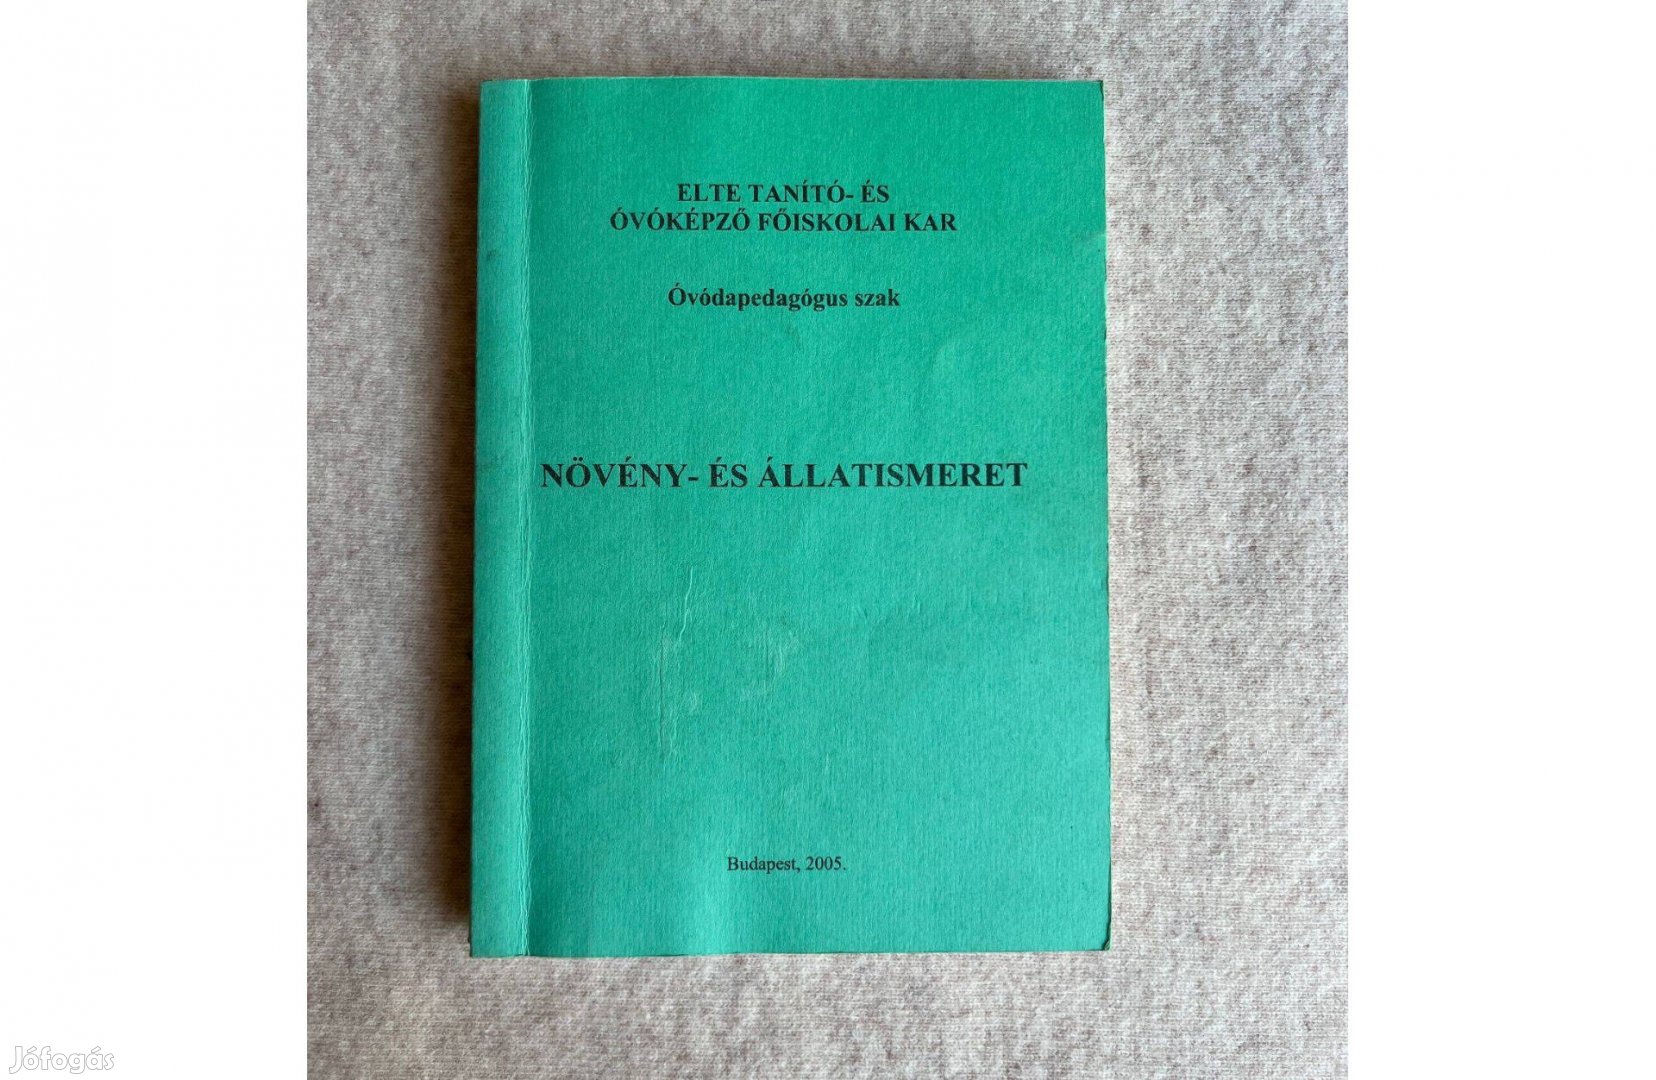 ELTE TANÍTÓ- ÉS
ÓVÓKÉPZŐ FŐISKOLAI KAR
Óvódapedagógus szak
NÖVÉNY- ÉS ÁLLATISMERET
Budapest, 2005.
Jófogás